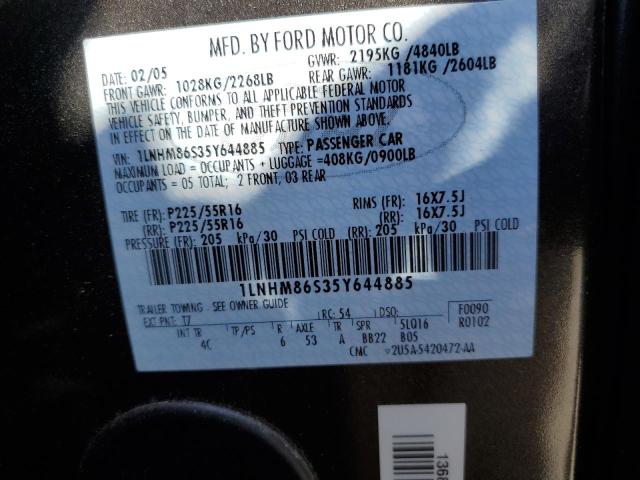 MFD. BY FORD MOTOR CO.
DATE: 02/05 GVWR: 2195KG /4840LB
FRONT GAWR: 1028KG/2268LB REAR GAWR: 1181KG /2604LB
THIS VEHICLE CONFORMS TO ALL APPLICABLE FEDERAL MOTOR
VEHICLE SAFETY, BUMPER, AND THEFT PREVENTION STANDARDS
IN EFFECT ON THE DATE OF MANUFACTURE SHOWN ABOVE.
VIN: 1LNHM86S35Y644885 TYPE: PASSENGER CAR
MAXIMUM LOAD = OCCUPANTS + LUGGAGE =408KG/0900LB
OCCUPANTS = 05 TOTAL; 2 FRONT, 03 REAR
TIRE (FR): P225/55R16 RIMS (FR): 16X7.5J
(RR): P225/55R16 (RR): 16X7.5J
PRESSURE (FR): 205 kPa/30 PSI COLD (RR): 205 kPa/30 PSI COLD
1LNHM86S35Y644885
TRAILER TOWING - SEE OWNER GUIDE
EXT PNT: T7 RC: 54 DSO: F0090
INT TR TP/PS R AXLE TR SPR 5LQ16 R0102
4C 6 53 A BB22 B05
CMC 2U5A-5420472-AA
1368